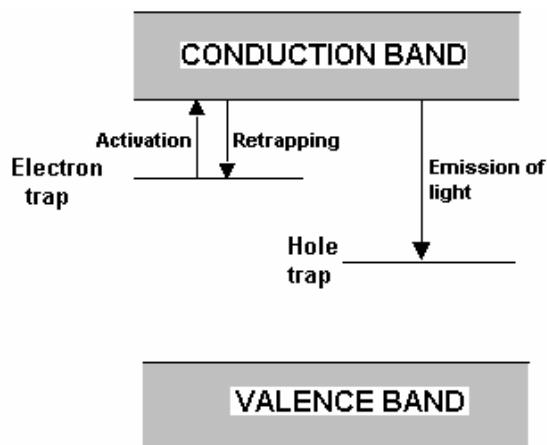 CONDUCTION BAND
Activation
Retrapping
Electron
trap
Emission of
light
Hole
trap
VALENCE BAND